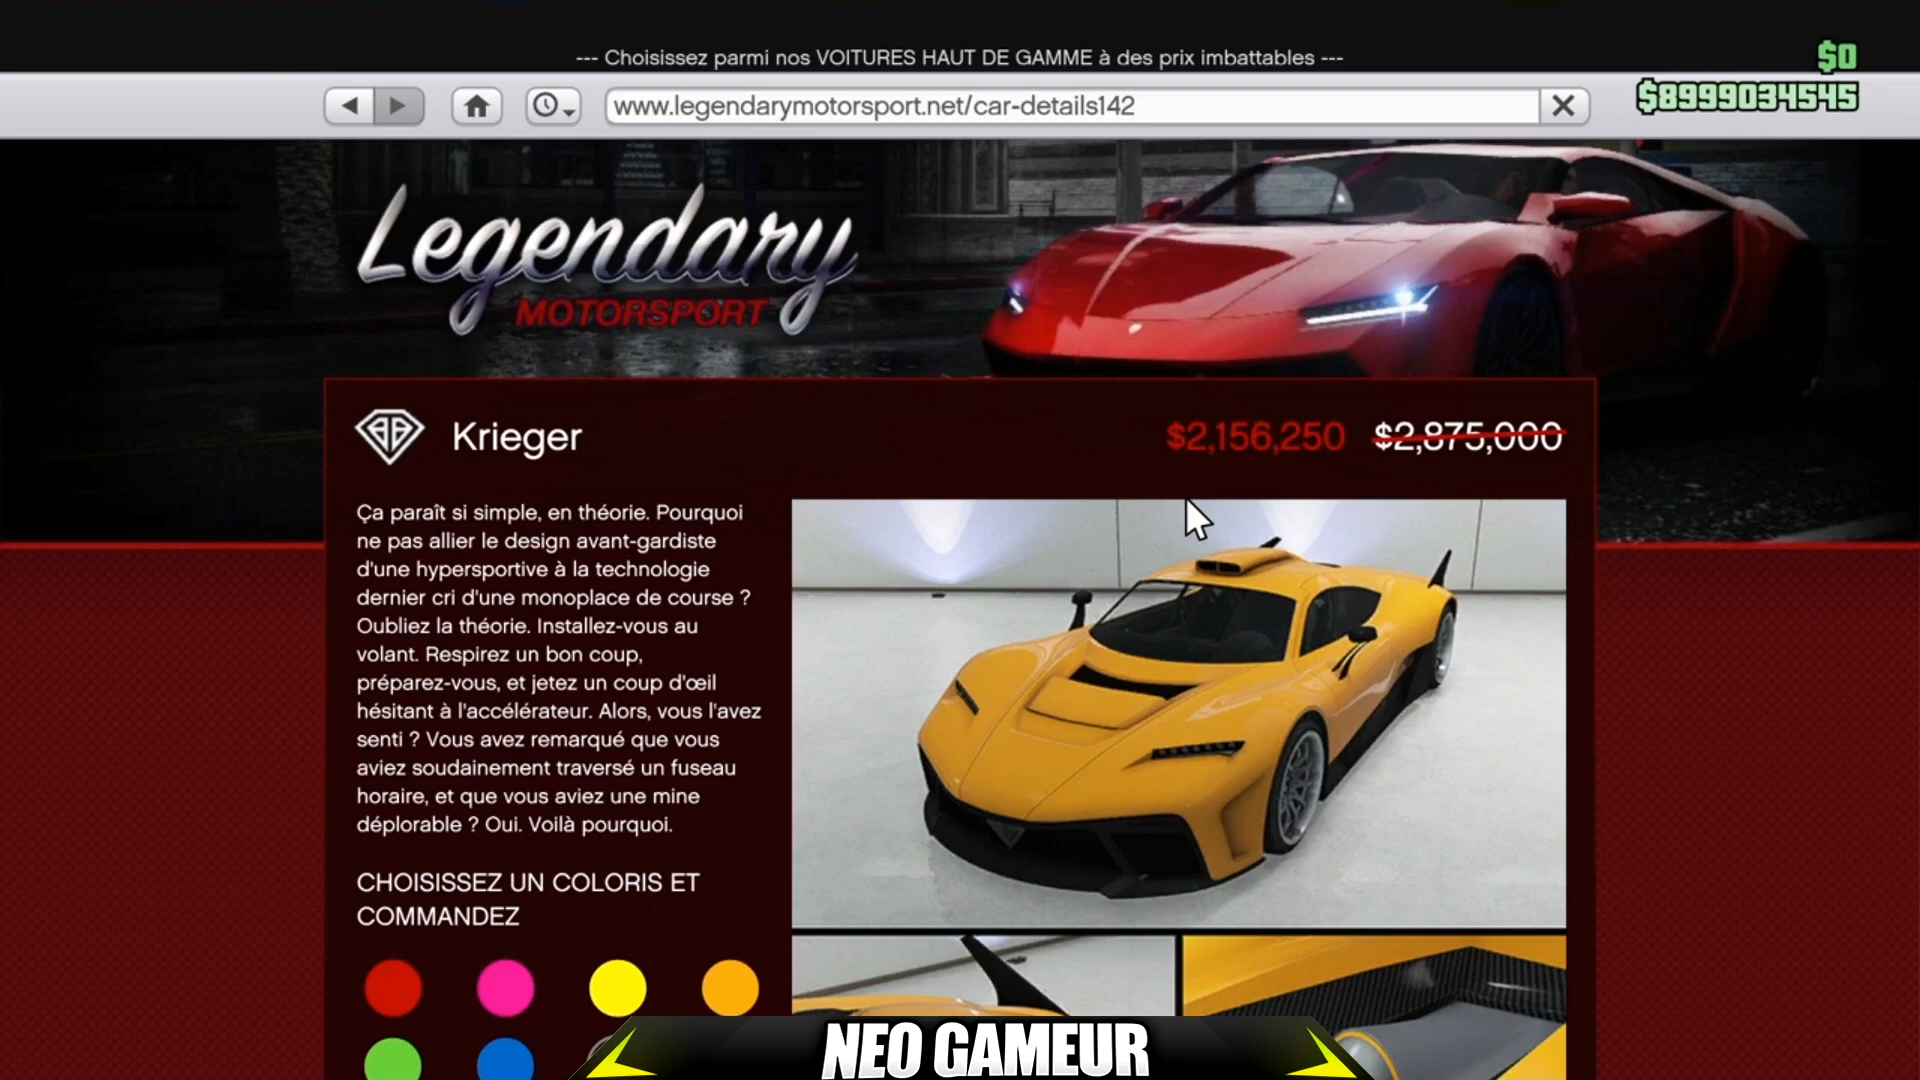 --- Choisissez parmi nos VOITURES HAUT DE GAMME à des prix imbattables ---
$0
www.legendarymotorsport.net/car-details142
$8999034545
Legendary
MOTORSPORT
Krieger
$2,156,250 $2,875,000
Ça paraît si simple, en théorie. Pourquoi
ne pas allier le design avant-gardiste
d'une hypersportive à la technologie
dernier cri d'une monoplace de course ?
Oubliez la théorie. Installez-vous au
volant. Respirez un bon coup,
préparez-vous, et jetez un coup d'œil
hésitant à l'accélérateur. Alors, vous l'avez
senti ? Vous avez remarqué que vous
aviez soudainement traversé un fuseau
horaire, et que vous aviez une mine
déplorable ? Oui. Voilà pourquoi.
CHOISISSEZ UN COLORIS ET
COMMANDEZ
NEO GAMEUR